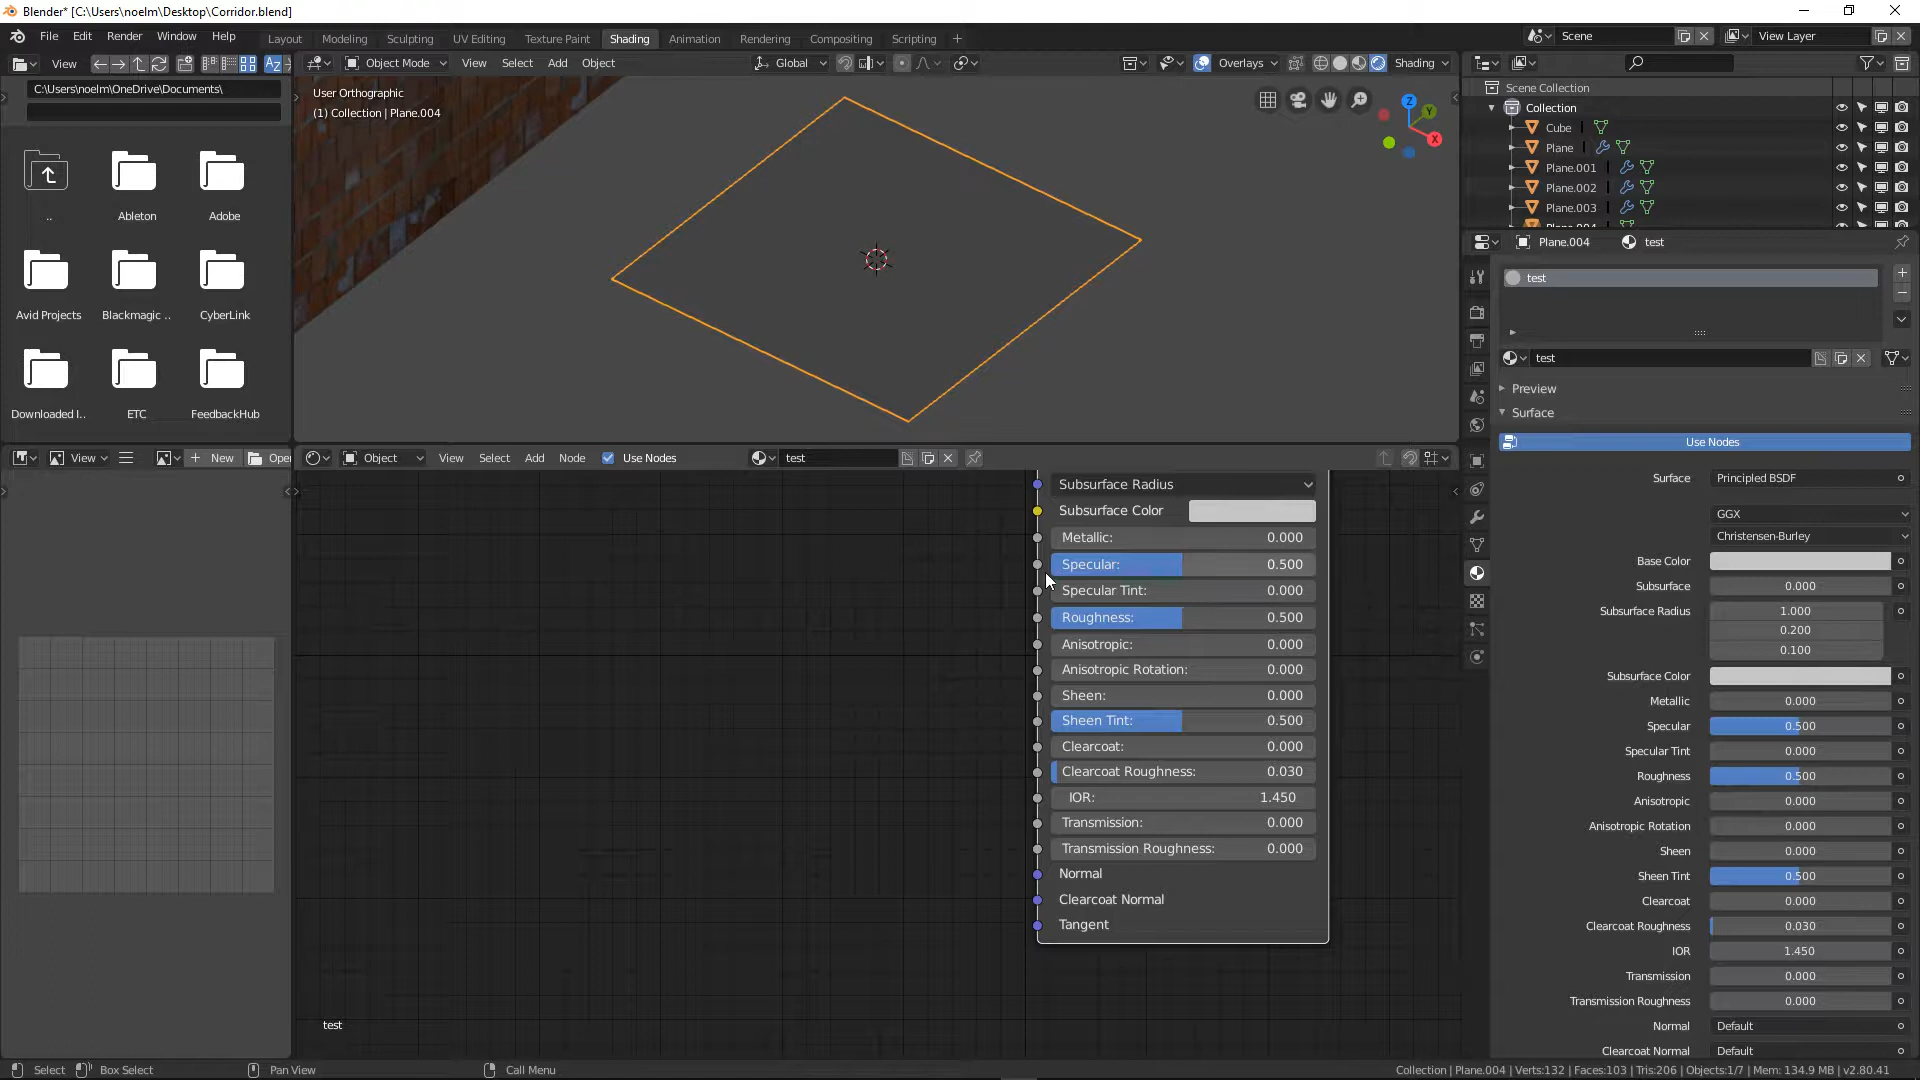 Blender* [C:\Users\noelm\Desktop\Corridor.blend]
File Edit Render Window Help
Layout Modeling Sculpting UV Editing Texture Paint Shading Animation Rendering Compositing Scripting
Scene
View Layer
View
Object Mode View Select Add Object
Global
Overlays
Shading
C:\Users\noelm\OneDrive\Documents\
User Orthographic
(1) Collection | Plane.004
Z
Y
X
..
Ableton
Adobe
Avid Projects
Blackmagic ..
CyberLink
Downloaded I..
ETC
FeedbackHub
Scene Collection
Collection
Cube
Plane
Plane.001
Plane.002
Plane.003
Plane.004
Plane.004 test
test
test
Preview
Surface
Use Nodes
Surface Principled BSDF
GGX
Christensen-Burley
Base Color
Subsurface 0.000
Subsurface Radius 1.000
0.200
0.100
Subsurface Color
Metallic 0.000
Specular 0.500
Specular Tint 0.000
Roughness 0.500
Anisotropic 0.000
Anisotropic Rotation 0.000
Sheen 0.000
Sheen Tint 0.500
Clearcoat 0.000
Clearcoat Roughness 0.030
IOR 1.450
Transmission 0.000
Transmission Roughness 0.000
Normal Default
Clearcoat Normal Default
View
New
Open
Object View Select Add Node Use Nodes
test
Subsurface Radius
Subsurface Color
Metallic: 0.000
Specular: 0.500
Specular Tint: 0.000
Roughness: 0.500
Anisotropic: 0.000
Anisotropic Rotation: 0.000
Sheen: 0.000
Sheen Tint: 0.500
Clearcoat: 0.000
Clearcoat Roughness: 0.030
IOR: 1.450
Transmission: 0.000
Transmission Roughness: 0.000
Normal
Clearcoat Normal
Tangent
test
Select
Box Select
Pan View
Call Menu
Collection | Plane.004 | Verts:132 | Faces:103 | Tris:206 | Objects:1/7 | Mem: 134.9 MB | v2.80.41